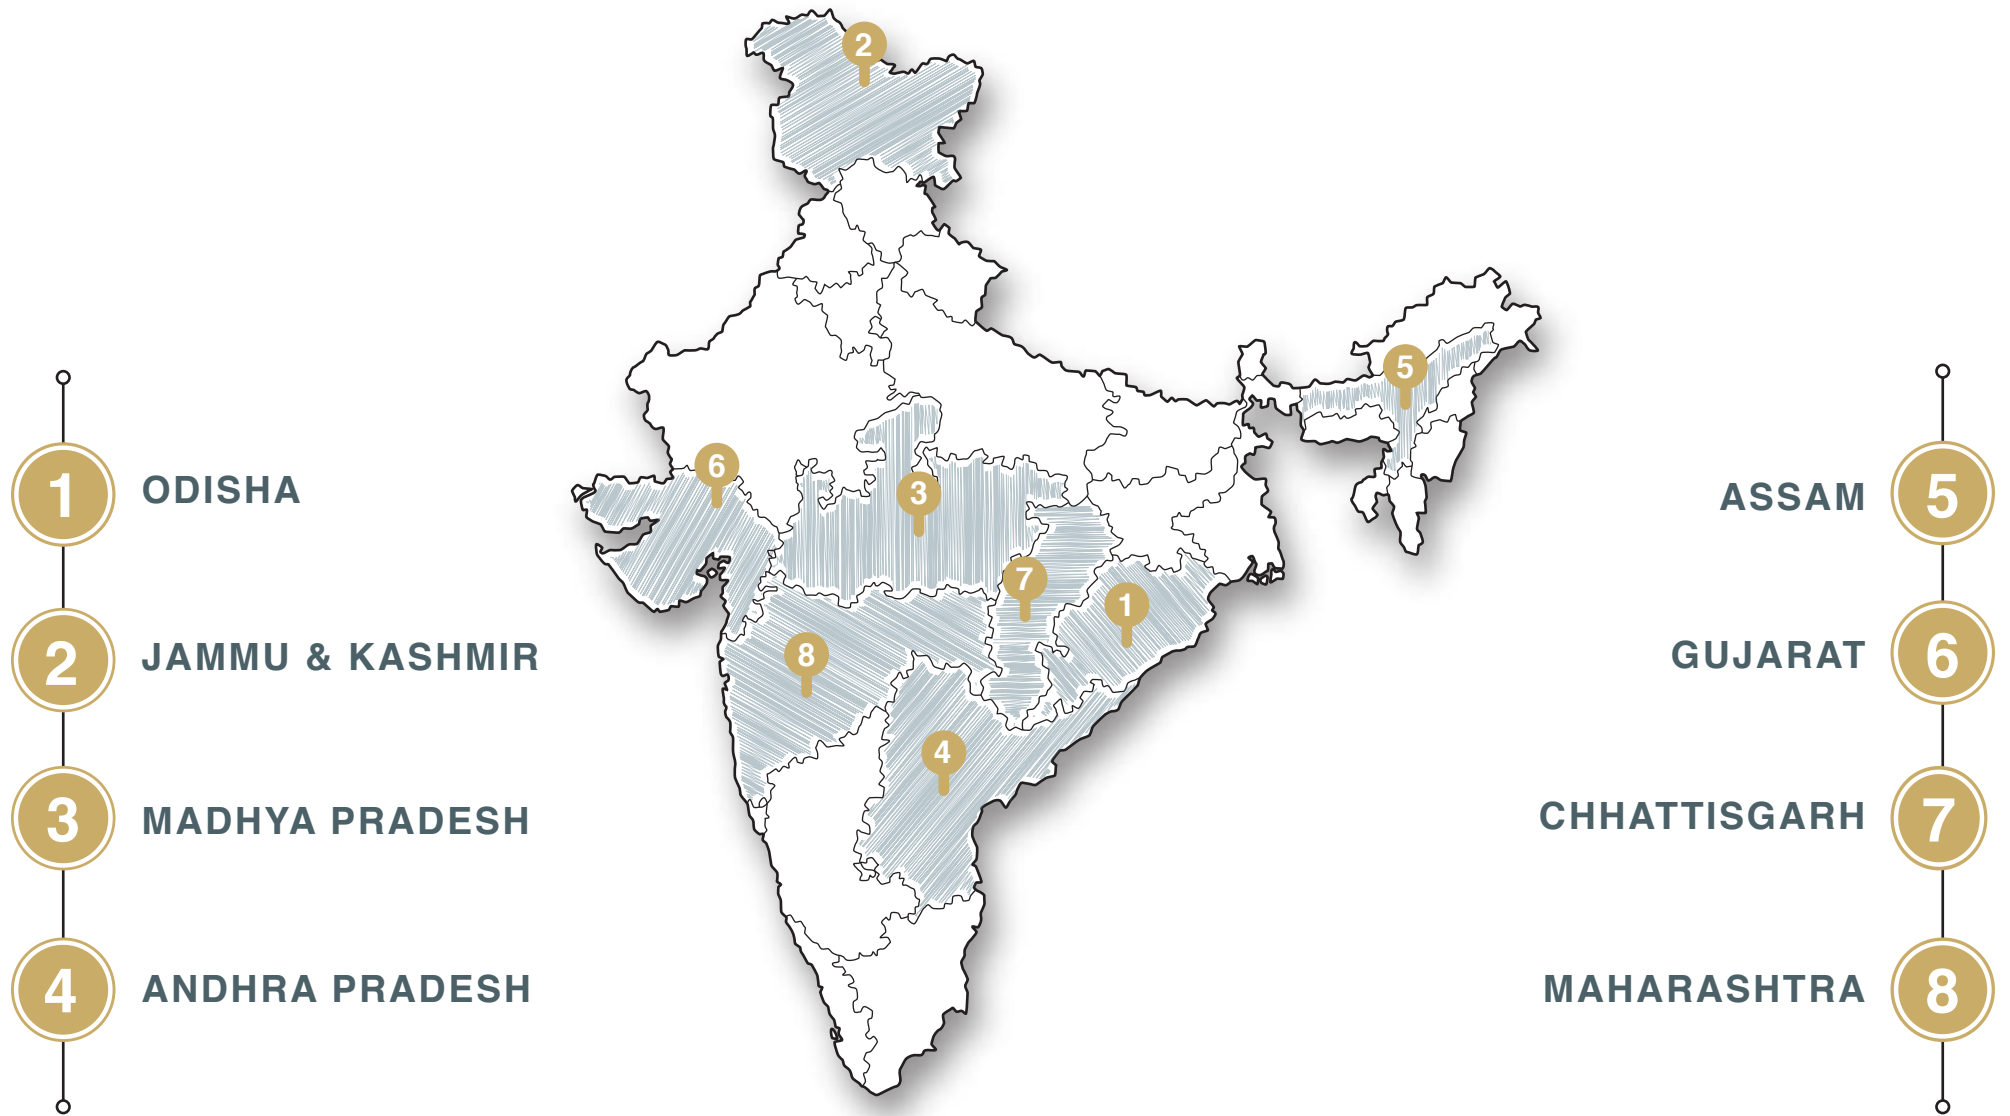 1 ODISHA
2 JAMMU & KASHMIR
3 MADHYA PRADESH
4 ANDHRA PRADESH
2
5
6
3
7
1
8
4
ASSAM 5
GUJARAT 6
CHHATTISGARH 7
MAHARASHTRA 8